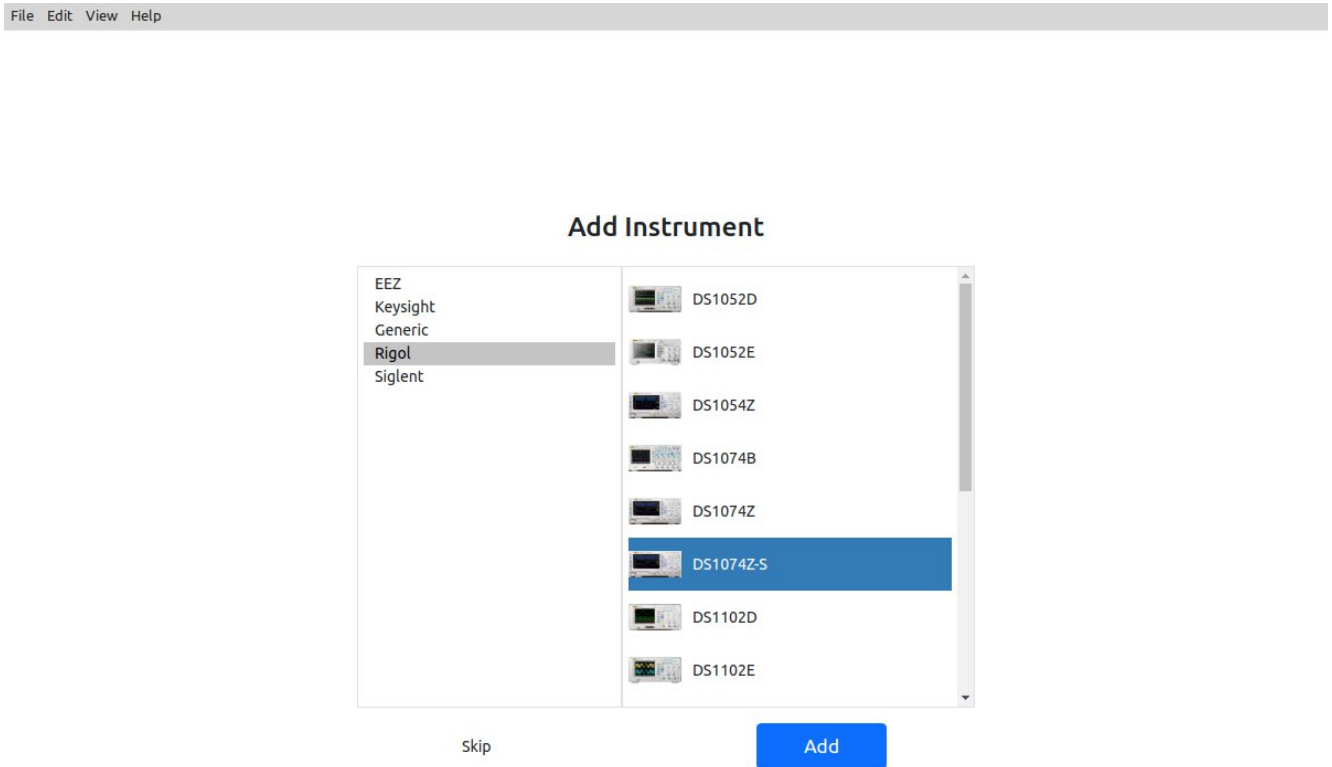 File Edit View Help
Add Instrument
EEZ
Keysight
Generic
Rigol
Siglent
DS1052D
DS1052E
DS1054Z
DS1074B
DS1074Z
DS1074Z-S
DS1102D
DS1102E
Skip
Add